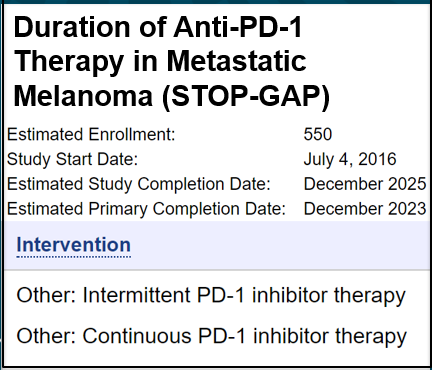 Duration of Anti-PD-1
Therapy in Metastatic
Melanoma (STOP-GAP)
Estimated Enrollment: 550
Study Start Date: July 4, 2016
Estimated Study Completion Date: December 2025
Estimated Primary Completion Date: December 2023
Intervention
Other: Intermittent PD-1 inhibitor therapy
Other: Continuous PD-1 inhibitor therapy